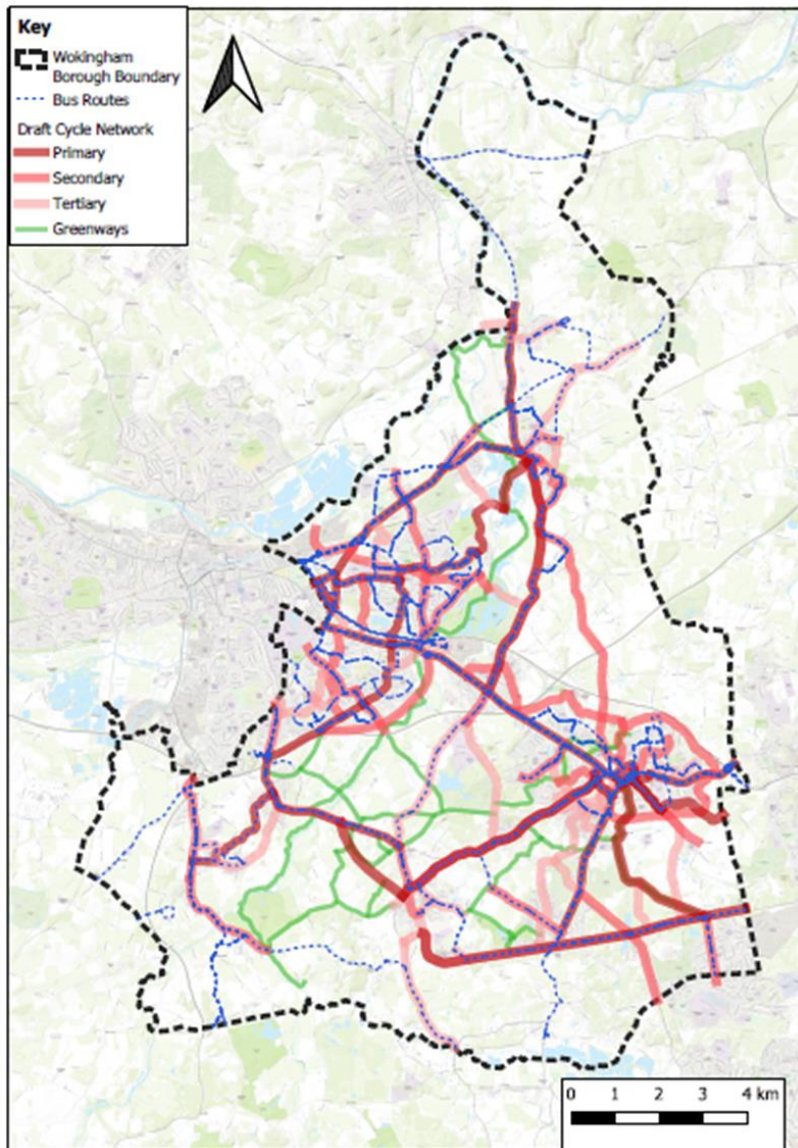 Key
Wokingham
Borough Boundary
Bus Routes
Draft Cycle Network
Primary
Secondary
Tertiary
Greenways
0 1 2 3 4 km